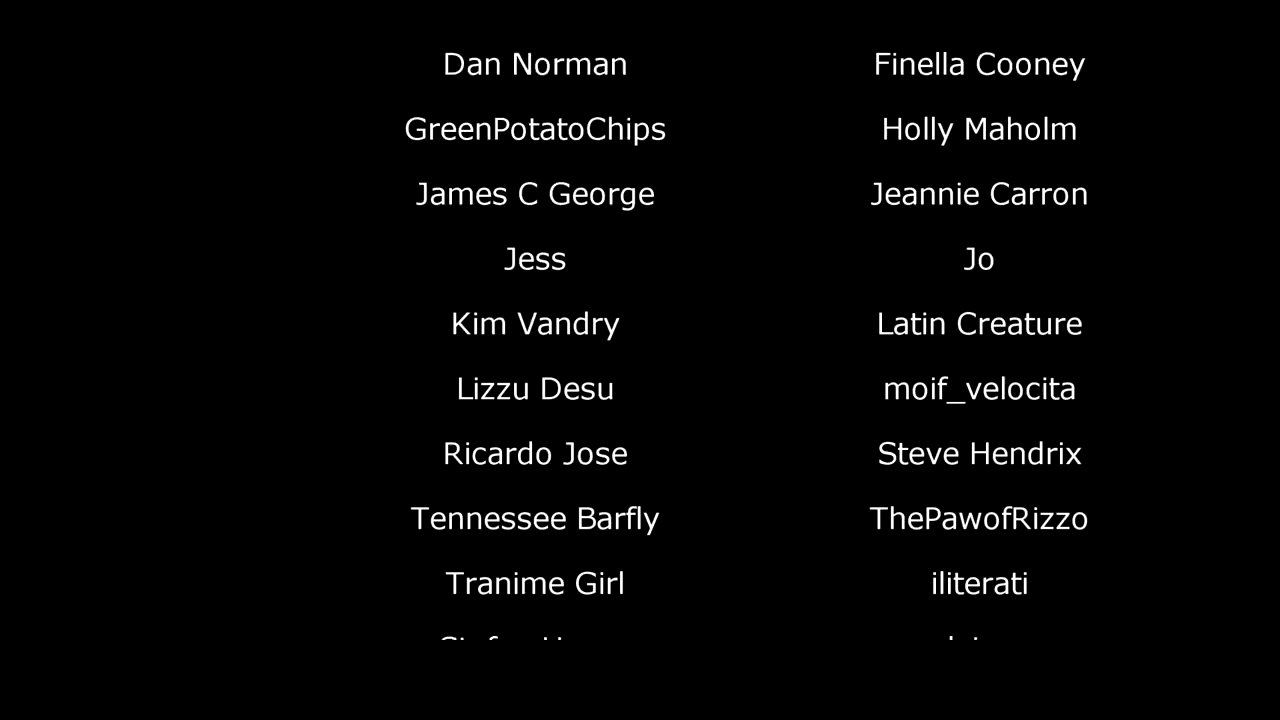 Dan Norman Finella Cooney
GreenPotatoChips Holly Maholm
James C George Jeannie Carron
Jess Jo
Kim Vandry Latin Creature
Lizzu Desu moif_velocita
Ricardo Jose Steve Hendrix
Tennessee Barfly ThePawofRizzo
Tranime Girl iliterati